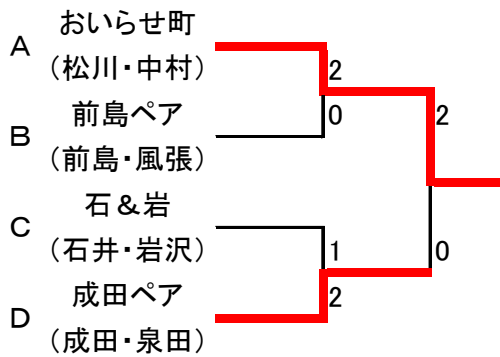 A
おいらせ町
(松川・中村)
2
B
前島ペア
(前島・風張)
0
2
C
石&岩
(石井・岩沢)
1
0
D
成田ペア
(成田・泉田)
2